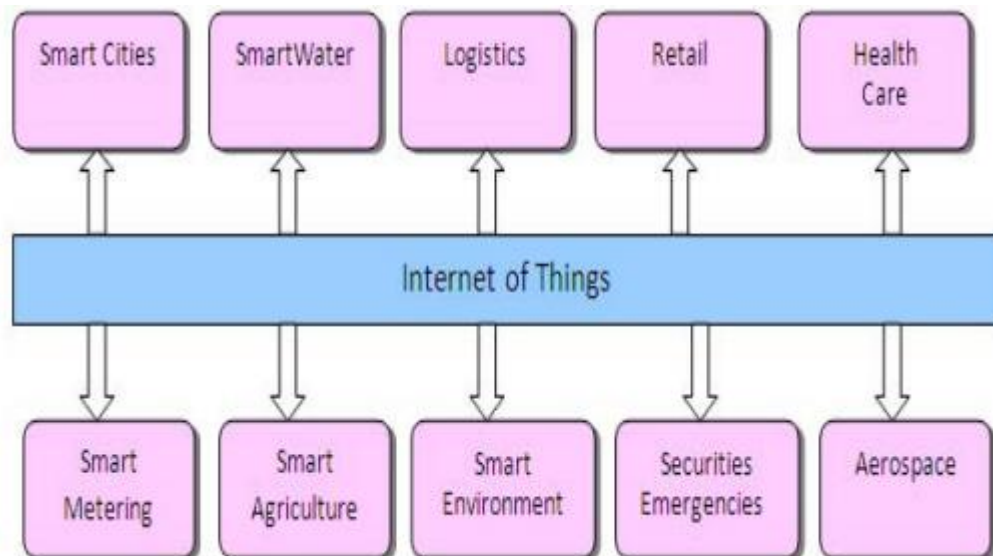 Smart Cities
SmartWater
Logistics
Retail
Health
Care
Internet of Things
Smart
Metering
Smart
Agriculture
Smart
Environment
Securities
Emergencies
Aerospace